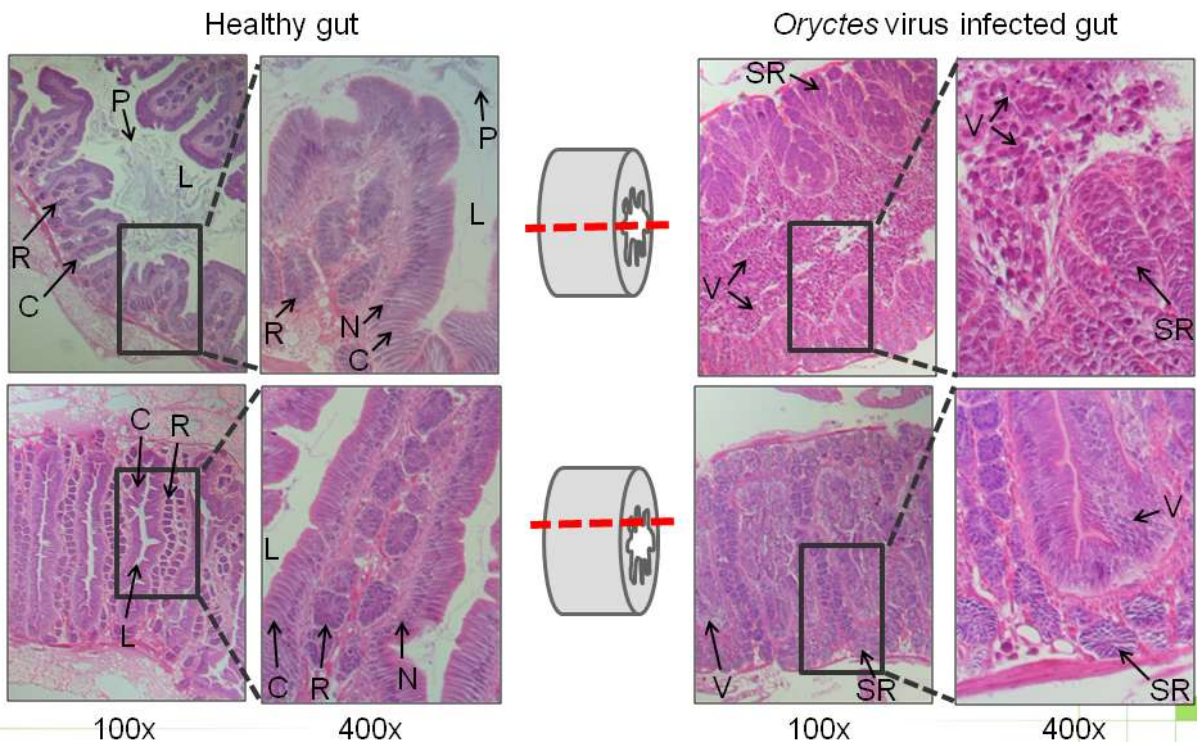 Healthy gut
Oryctes virus infected gut
P
L
R
C
P
L
R
N
C
SR
V
V
SR
C
R
L
L
C
R
N
V
SR
V
SR
100x
400x
100x
400x